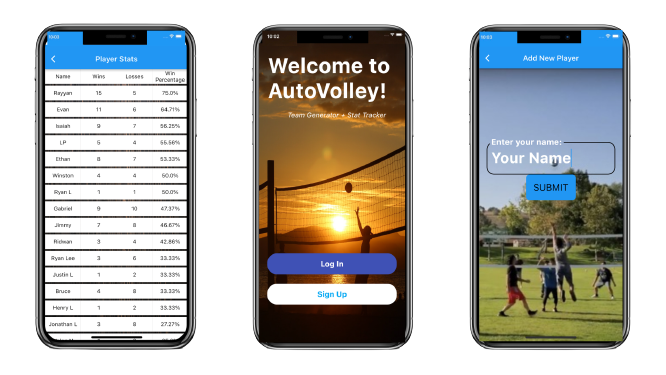 10:03
Player Stats
Name Wins Losses Win Percentage
Rayyan 15 5 75.0%
Evan 11 6 64.71%
Isaiah 9 7 56.25%
LP 5 4 55.56%
Ethan 8 7 53.33%
Winston 4 4 50.0%
Ryan L 1 1 50.0%
Gabriel 9 10 47.37%
Jimmy 7 8 46.67%
Ridwan 3 4 42.86%
Ryan Lee 3 6 33.33%
Justin L 1 2 33.33%
Bruce 4 8 33.33%
Henry L 1 2 33.33%
Jonathan L 3 8 27.27%
10:02
Welcome to
AutoVolley!
Team Generator + Stat Tracker
Log In
Sign Up
10:03
Add New Player
Enter your name:
Your Name
SUBMIT